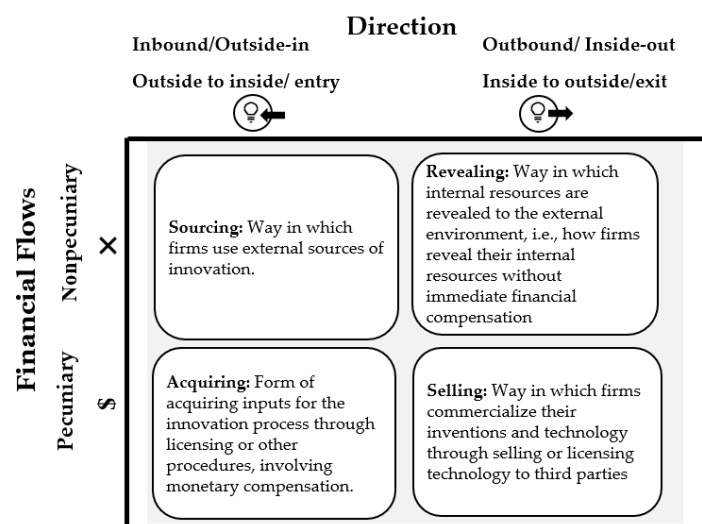 Direction
Inbound/Outside-in
Outbound/ Inside-out
Outside to inside/ entry
Inside to outside/exit
Financial Flows
Nonpecuniary
Sourcing: Way in which
firms use external sources of
innovation.
Revealing: Way in which
internal resources are
revealed to the external
environment, i.e., how firms
reveal their internal
resources without
immediate financial
compensation
Pecuniary
$
Acquiring: Form of
acquiring inputs for the
innovation process through
licensing or other
procedures, involving
monetary compensation.
Selling: Way in which firms
commercialize their
inventions and technology
through selling or licensing
technology to third parties